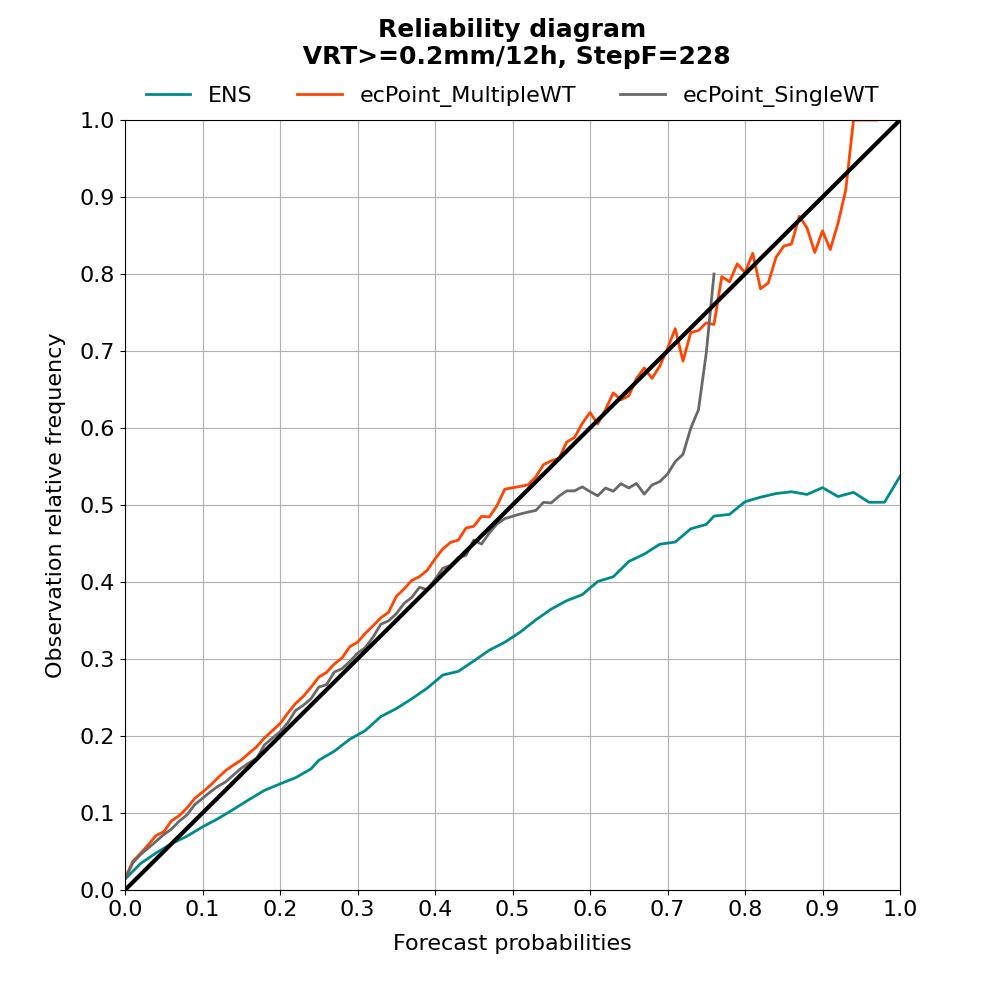 Reliability diagram
VRT>=0.2mm/12h, StepF=228
ENS ecPoint_MultipleWT ecPoint_SingleWT
1.0
0.9
0.8
0.7
0.6
0.5
0.4
0.3
0.2
0.1
0.0
Observation relative frequency
0.0 0.1 0.2 0.3 0.4 0.5 0.6 0.7 0.8 0.9 1.0
Forecast probabilities